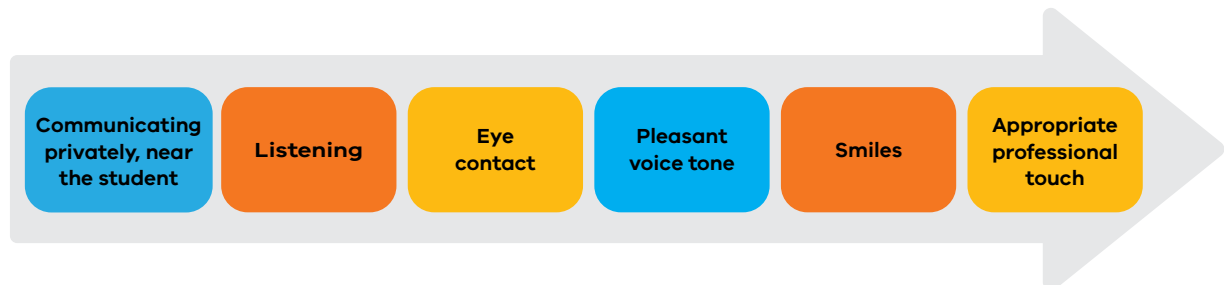 Communicating
privately, near
the student
Listening
Eye
contact
Pleasant
voice tone
Smiles
Appropriate
professional
touch